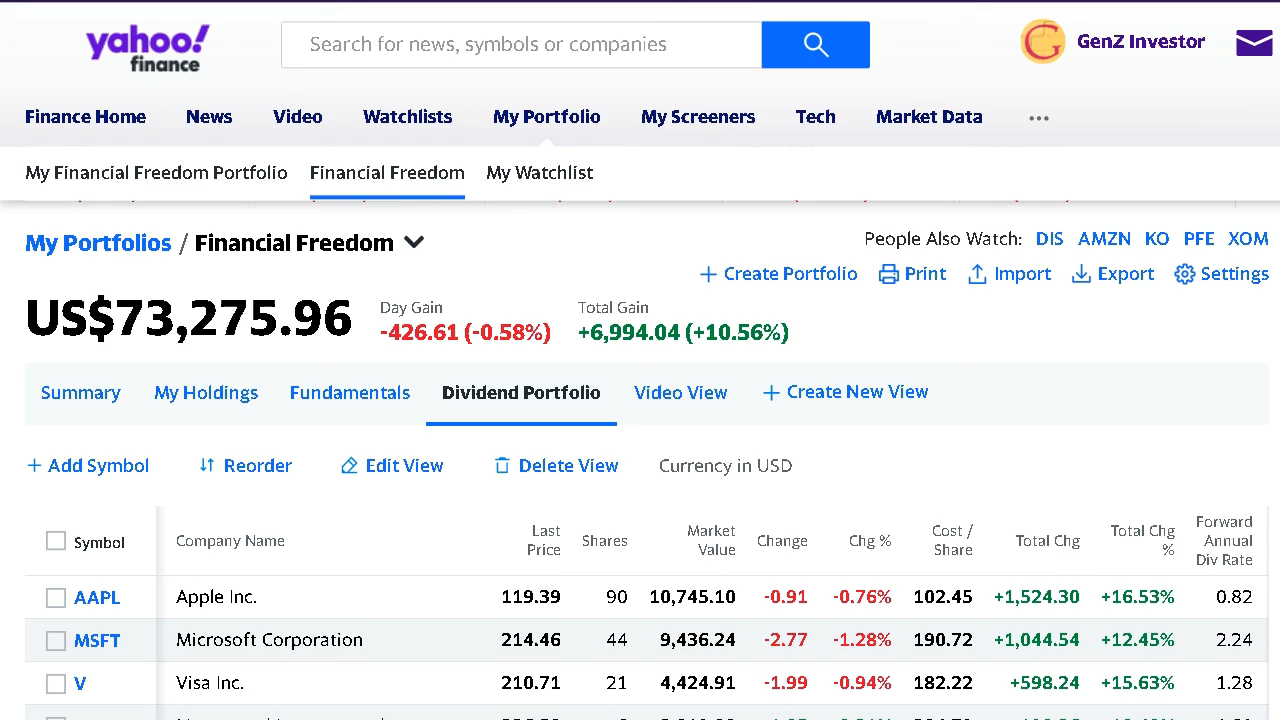 yahoo! finance
Search for news, symbols or companies
GenZ Investor
Finance Home News Video Watchlists My Portfolio My Screeners Tech Market Data ...
My Financial Freedom Portfolio Financial Freedom My Watchlist
My Portfolios / Financial Freedom
People Also Watch: DIS AMZN KO PFE XOM
+ Create Portfolio Print Import Export Settings
US$73,275.96
Day Gain
-426.61 (-0.58%)
Total Gain
+6,994.04 (+10.56%)
Summary My Holdings Fundamentals Dividend Portfolio Video View + Create New View
+ Add Symbol Reorder Edit View Delete View Currency in USD
Symbol Company Name Last Price Shares Market Value Change Chg % Cost / Share Total Chg Total Chg % Forward Annual Div Rate
AAPL Apple Inc. 119.39 90 10,745.10 -0.91 -0.76% 102.45 +1,524.30 +16.53% 0.82
MSFT Microsoft Corporation 214.46 44 9,436.24 -2.77 -1.28% 190.72 +1,044.54 +12.45% 2.24
V Visa Inc. 210.71 21 4,424.91 -1.99 -0.94% 182.22 +598.24 +15.63% 1.28